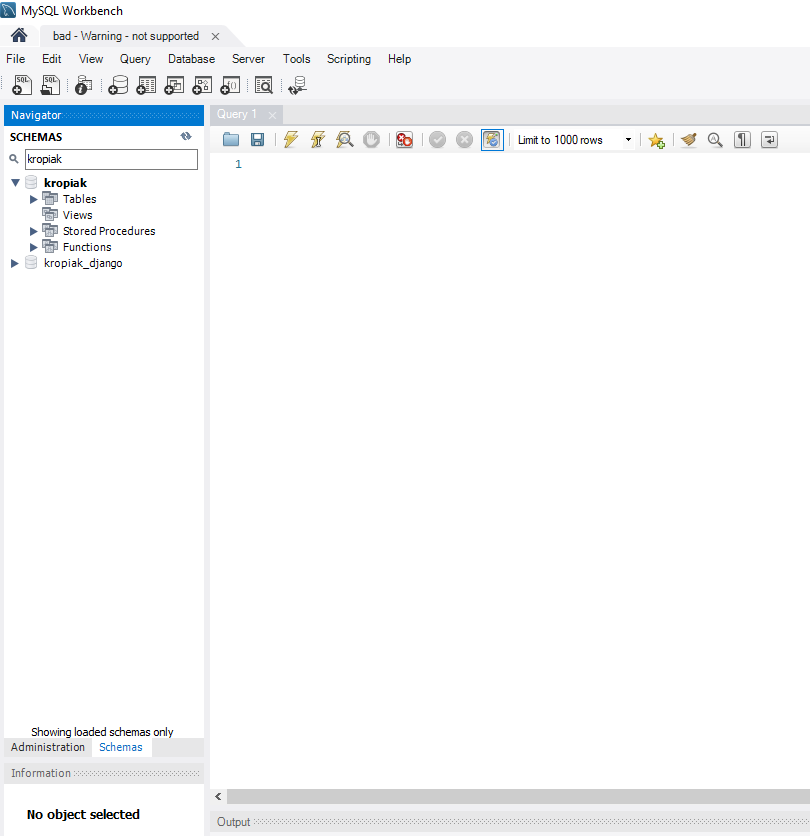 MySQL Workbench
bad - Warning - not supported
File Edit View Query Database Server Tools Scripting Help
Navigator
Query 1
SCHEMAS
Limit to 1000 rows
kropiak
1
kropiak
Tables
Views
Stored Procedures
Functions
kropiak_django
Showing loaded schemas only
Administration Schemas
Information
No object selected
Output